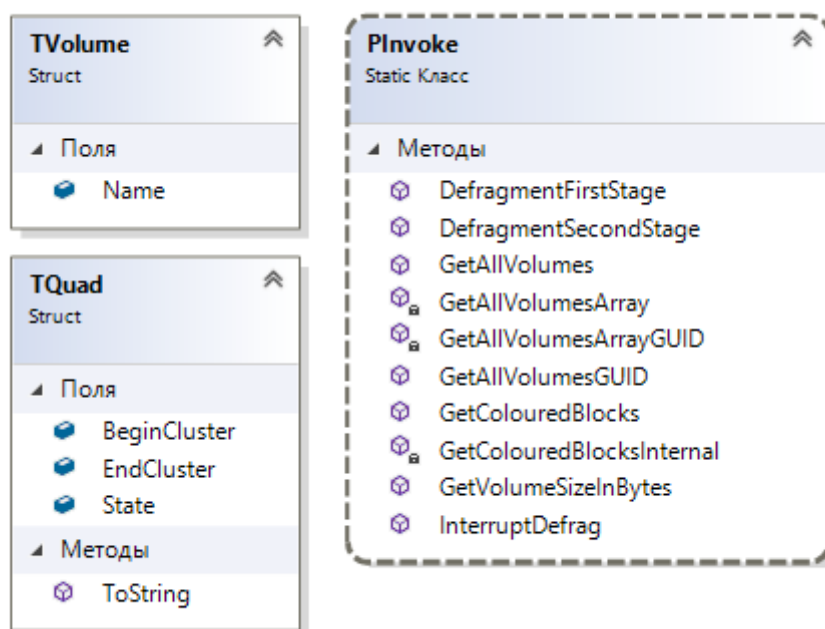 TVolume
Struct
Поля
Name
TQuad
Struct
Поля
BeginCluster
EndCluster
State
Методы
ToString
PInvoke
Static Класс
Методы
DefragmentFirstStage
DefragmentSecondStage
GetAllVolumes
GetAllVolumesArray
GetAllVolumesArrayGUID
GetAllVolumesGUID
GetColouredBlocks
GetColouredBlocksInternal
GetVolumeSizeInBytes
InterruptDefrag